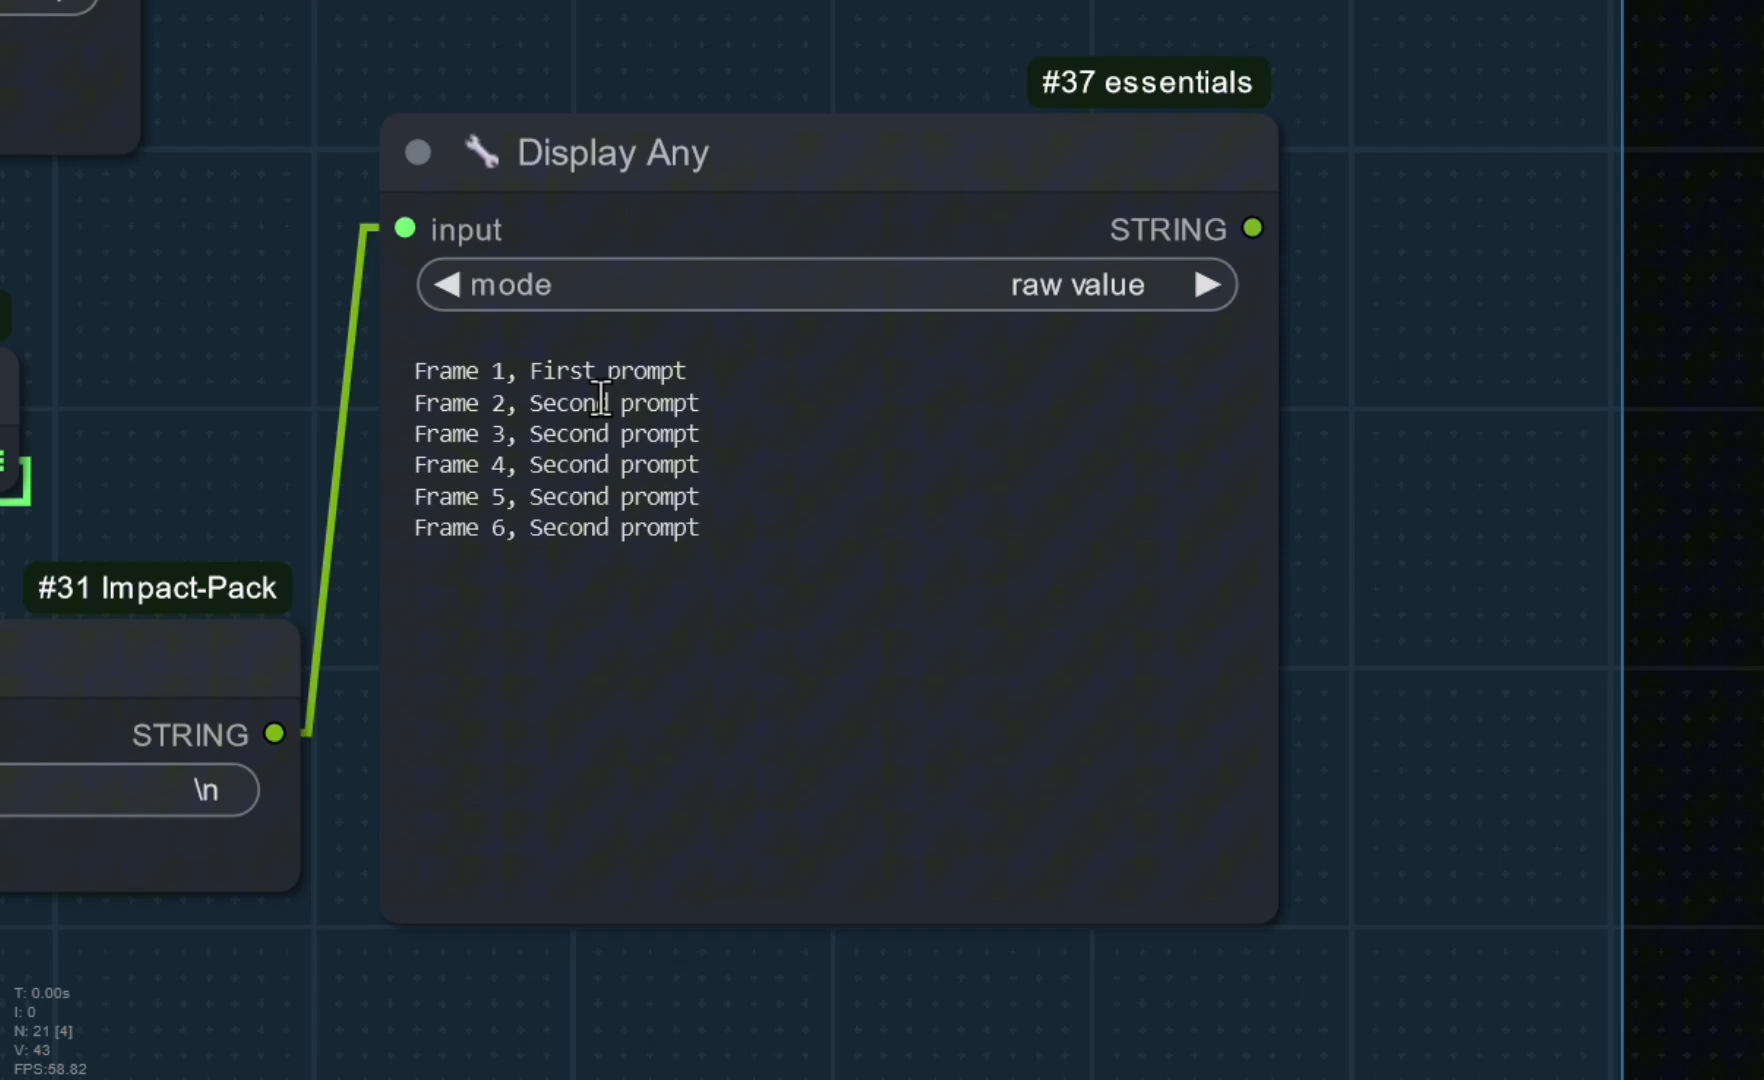 #37 essentials
Display Any
input
STRING
mode
raw value
Frame 1, First prompt
Frame 2, Second prompt
Frame 3, Second prompt
Frame 4, Second prompt
Frame 5, Second prompt
Frame 6, Second prompt
#31 Impact-Pack
STRING
\n
T: 0.00s
I: 0
N: 21 [4]
V: 43
FPS:58.82